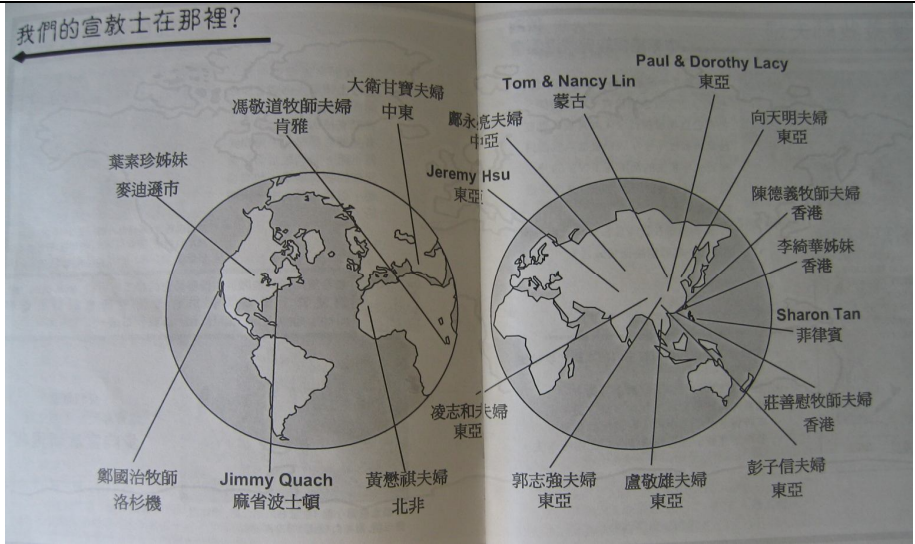 我們的宣教士在那裡?
大衛甘寶夫婦
中東
馮敬道牧師夫婦
肯雅
葉素珍姊妹
麥迪遜市
鄭國治牧師
洛杉機
Jimmy Quach
麻省波士頓
黃懋祺夫婦
北非
Paul & Dorothy Lacy
東亞
Tom & Nancy Lin
蒙古
鄺永亮夫婦
中亞
Jeremy Hsu
東亞
向天明夫婦
東亞
陳德義牧師夫婦
香港
李綺華姊妹
香港
Sharon Tan
菲律賓
莊善慰牧師夫婦
香港
彭子信夫婦
東亞
盧敬雄夫婦
東亞
郭志強夫婦
東亞
凌志和夫婦
東亞